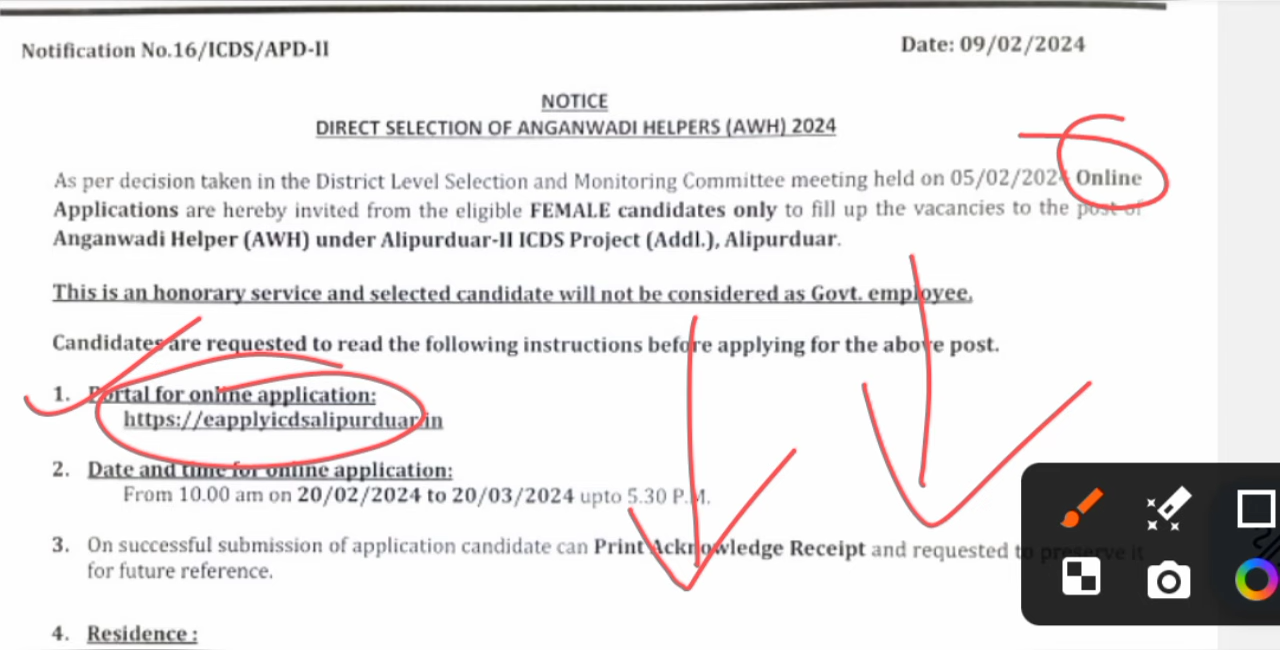 Notification No.16/ICDS/APD-II
Date: 09/02/2024
NOTICE
DIRECT SELECTION OF ANGANWADI HELPERS (AWH) 2024
As per decision taken in the District Level Selection and Monitoring Committee meeting held on 05/02/2024 Online
Applications are hereby invited from the eligible FEMALE candidates only to fill up the vacancies to the post of
Anganwadi Helper (AWH) under Alipurduar-II ICDS Project (Addl.), Alipurduar.
This is an honorary service and selected candidate will not be considered as Govt. employee.
Candidates are requested to read the following instructions before applying for the above post.
1. Portal for online application:
https://eapplyicdsalipurduar.in
2. Date and time for online application:
From 10.00 am on 20/02/2024 to 20/03/2024 upto 5.30 P.M.
3. On successful submission of application candidate can Print Acknowledge Receipt and requested to preserve it
for future reference.
4. Residence :